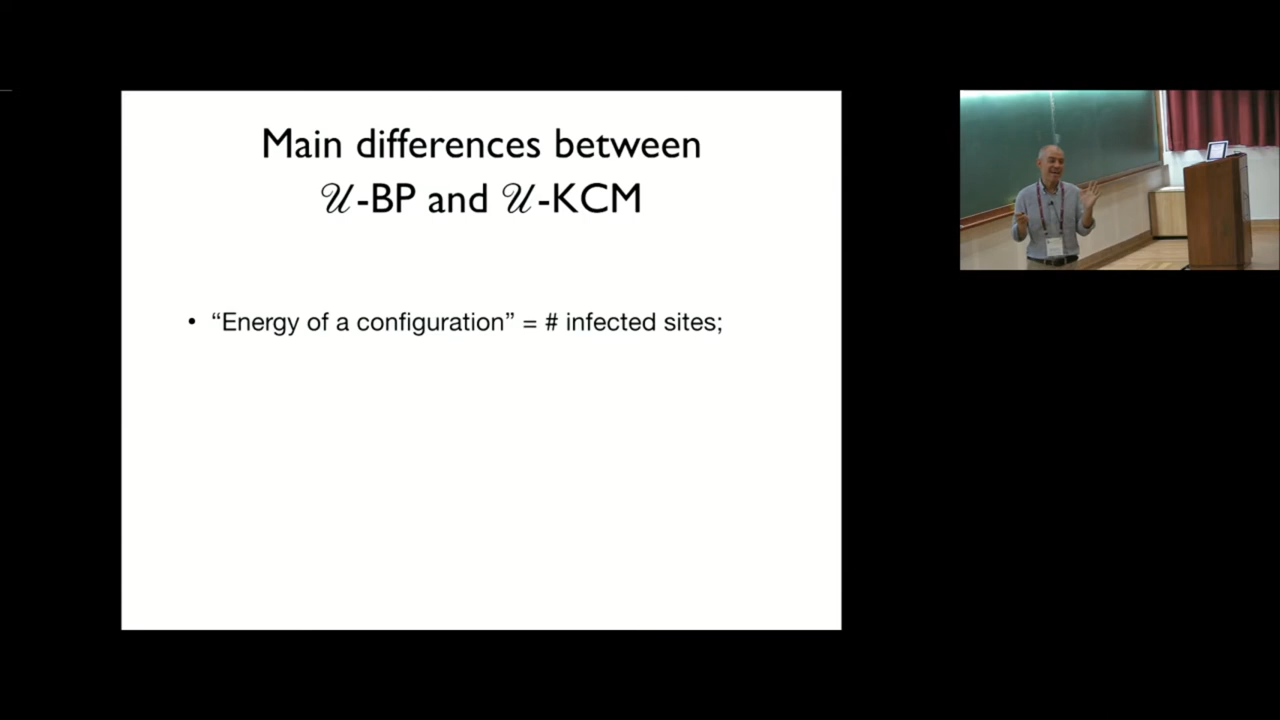 Main differences between
𝒰-BP and 𝒰-KCM
• “Energy of a configuration” = # infected sites;